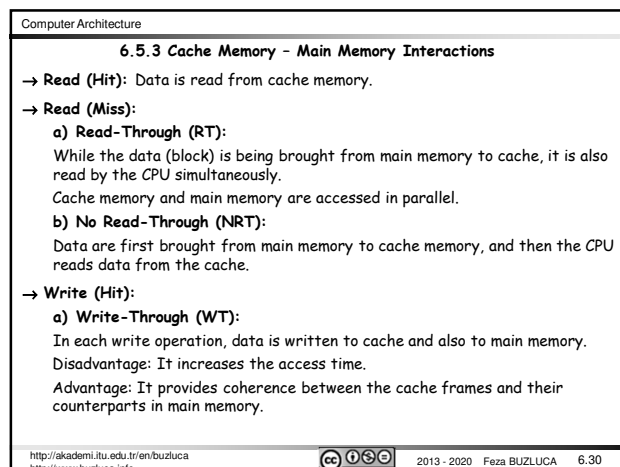 Computer Architecture
6.5.3 Cache Memory – Main Memory Interactions
→ Read (Hit): Data is read from cache memory.
→ Read (Miss):
a) Read-Through (RT):
While the data (block) is being brought from main memory to cache, it is also
read by the CPU simultaneously.
Cache memory and main memory are accessed in parallel.
b) No Read-Through (NRT):
Data are first brought from main memory to cache memory, and then the CPU
reads data from the cache.
→ Write (Hit):
a) Write-Through (WT):
In each write operation, data is written to cache and also to main memory.
Disadvantage: It increases the access time.
Advantage: It provides coherence between the cache frames and their
counterparts in main memory.
http://akademi.itu.edu.tr/en/buzluca
http://www.buzluca.info
cc 2013 - 2020 Feza BUZLUCA 6.30